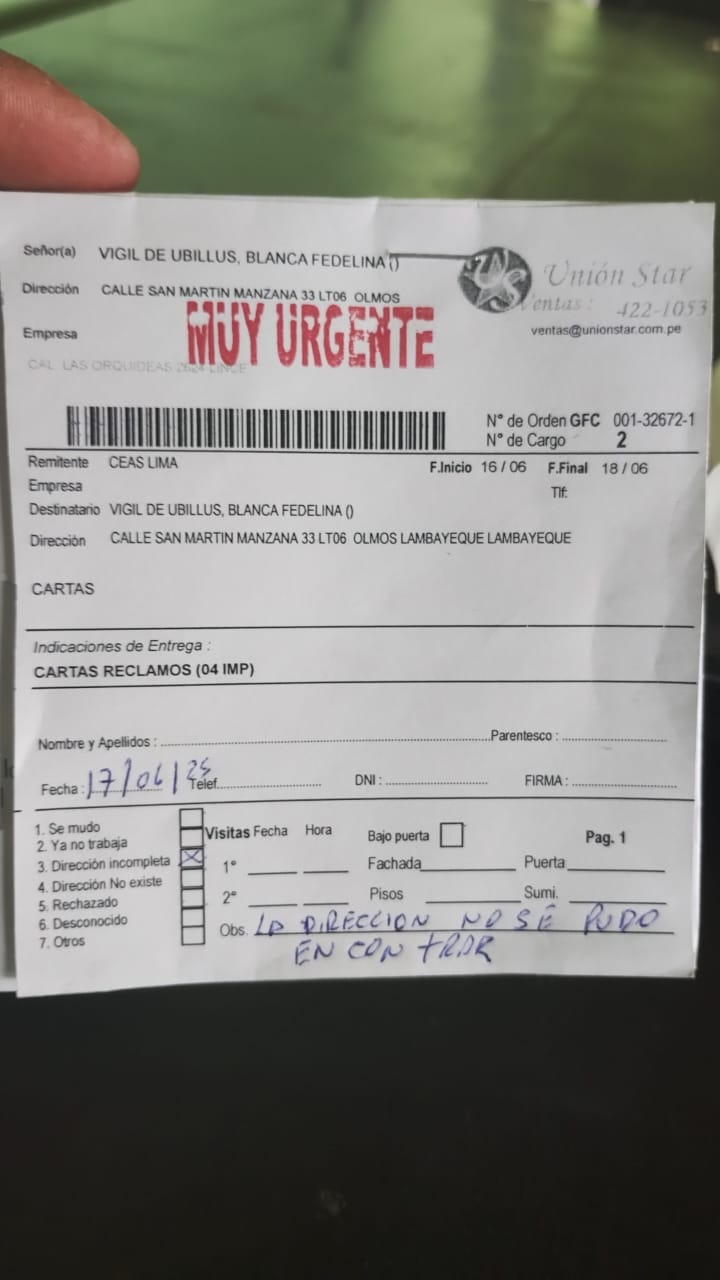 Señor(a) VIGIL DE UBILLUS, BLANCA FEDELINA ()
Dirección CALLE SAN MARTIN MANZANA 33 LT06 OLMOS
Empresa
MUY URGENTE
CAL LAS ORQUIDEAS 2624 LINCE
Unión Star
Ventas : 422-1053
ventas@unionstar.com.pe
N° de Orden GFC 001-32672-1
N° de Cargo 2
Remitente CEAS LIMA F.Inicio 16 / 06 F.Final 18 / 06
Empresa Tlf:
Destinatario VIGIL DE UBILLUS, BLANCA FEDELINA ()
Dirección CALLE SAN MARTIN MANZANA 33 LT06 OLMOS LAMBAYEQUE LAMBAYEQUE
CARTAS
Indicaciones de Entrega :
CARTAS RECLAMOS (04 IMP)
Nombre y Apellidos : Parentesco :
Fecha : 17/06/25 Telef. DNI : FIRMA :
1. Se mudo
2. Ya no trabaja
3. Dirección incompleta
4. Dirección No existe
5. Rechazado
6. Desconocido
7. Otros
Visitas Fecha Hora Bajo puerta Pag. 1
1° Fachada Puerta
2° Pisos Sumi.
Obs. LA DIRECCION NO SÉ PUDO
ENCONTRAR